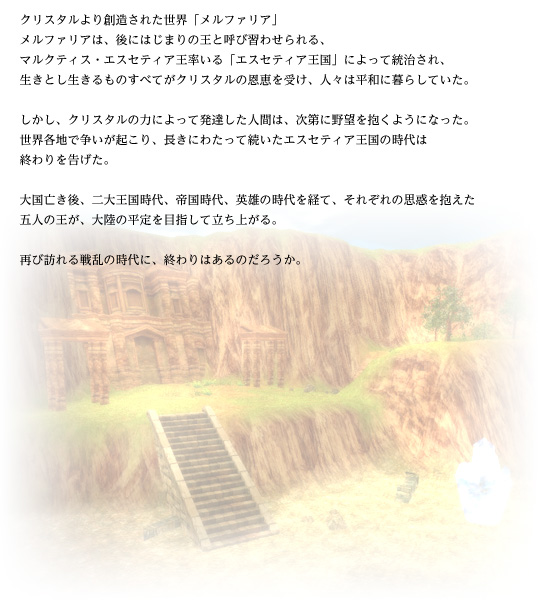 クリスタルより創造された世界「メルファリア」
メルファリアは、後にはじまりの王と呼び習わせられる、
マルクティス・エスセティア王率いる「エスセティア王国」によって統治され、
生きとし生きるものすべてがクリスタルの恩恵を受け、人々は平和に暮らしていた。
しかし、クリスタルの力によって発達した人間は、次第に野望を抱くようになった。
世界各地で争いが起こり、長きにわたって続いたエスセティア王国の時代は
終わりを告げた。
大国亡き後、二大王国時代、帝国時代、英雄の時代を経て、それぞれの思惑を抱えた
五人の王が、大陸の平定を目指して立ち上がる。
再び訪れる戦乱の時代に、終わりはあるのだろうか。